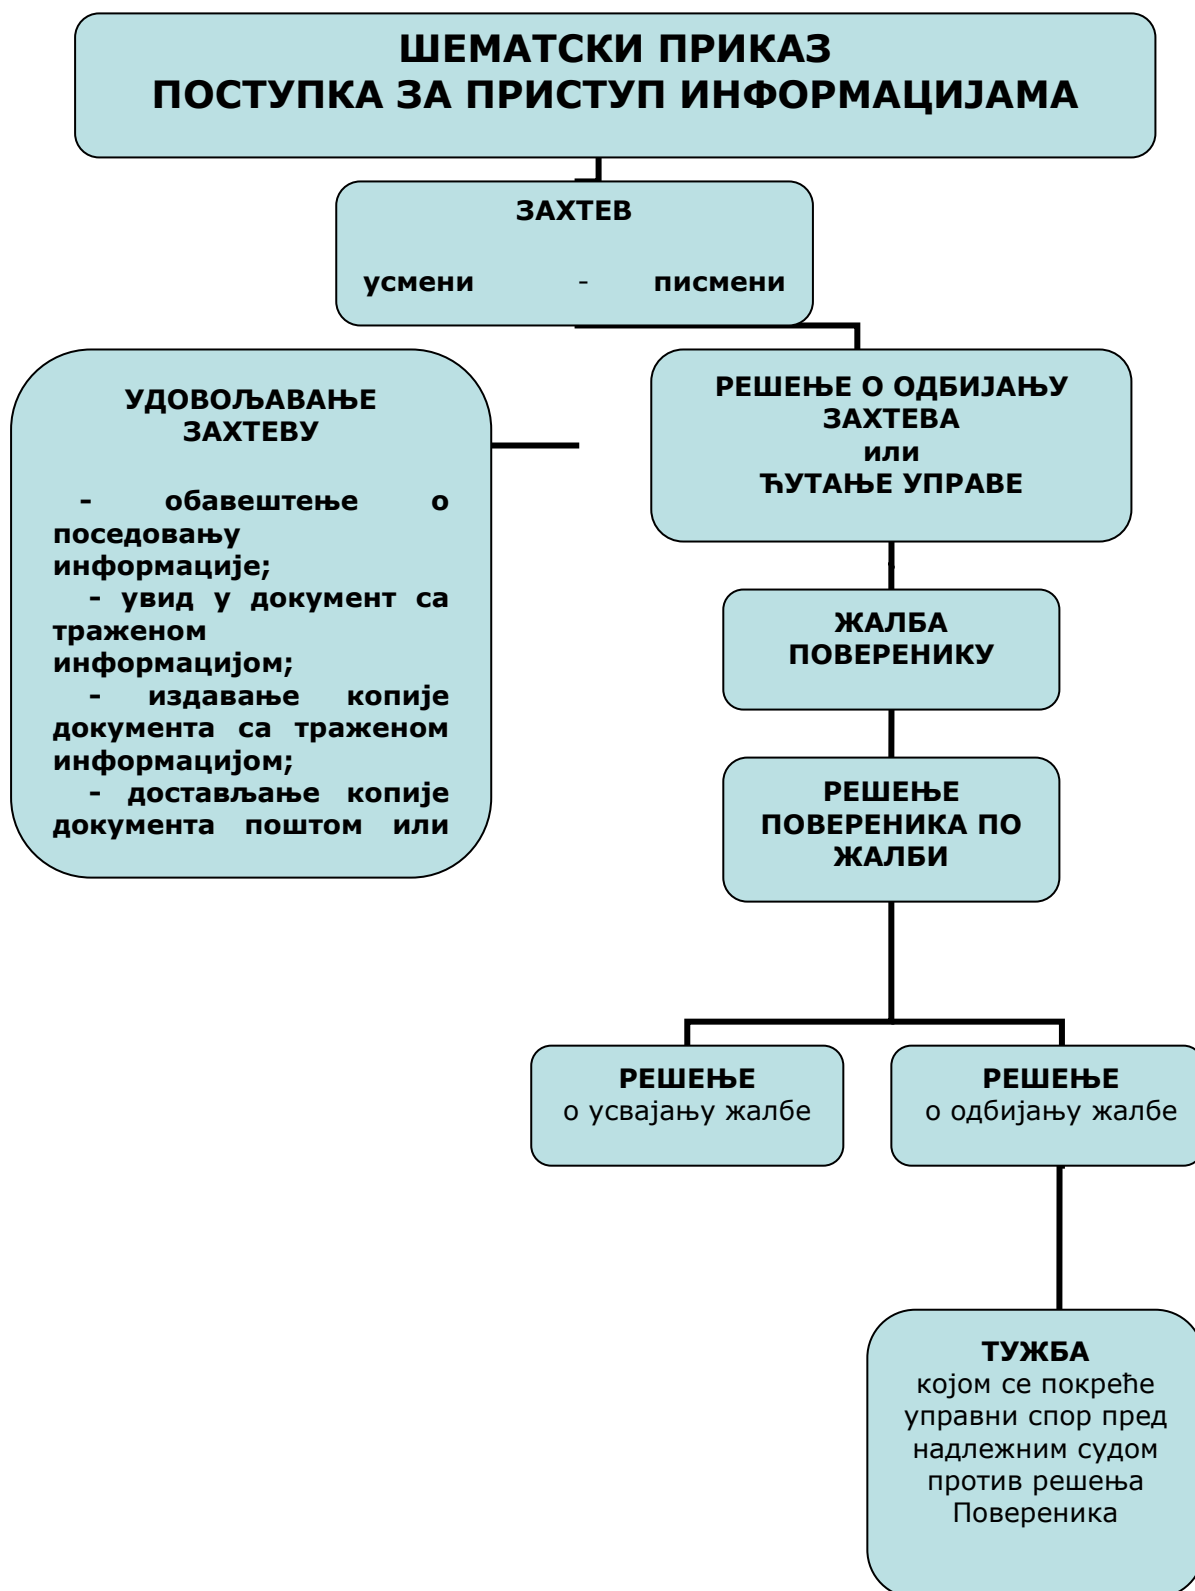 ШЕМАТСКИ ПРИКАЗ
ПОСТУПКА ЗА ПРИСТУП ИНФОРМАЦИЈАМА
ЗАХТЕВ
усмени - писмени
УДОВОЉАВАЊЕ
ЗАХТЕВУ
- обавештење о
поседовању
информације;
- увид у документ са
траженом
информацијом;
- издавање копије
документа са траженом
информацијом;
- достављање копије
документа поштом или
РЕШЕЊЕ О ОДБИЈАЊУ
ЗАХТЕВА
или
ЋУТАЊЕ УПРАВЕ
ЖАЛБА
ПОВЕРЕНИКУ
РЕШЕЊЕ
ПОВЕРЕНИКА ПО
ЖАЛБИ
РЕШЕЊЕ
о усвајању жалбе
РЕШЕЊЕ
о одбијању жалбе
ТУЖБА
којом се покреће
управни спор пред
надлежним судом
против решења
Повереника